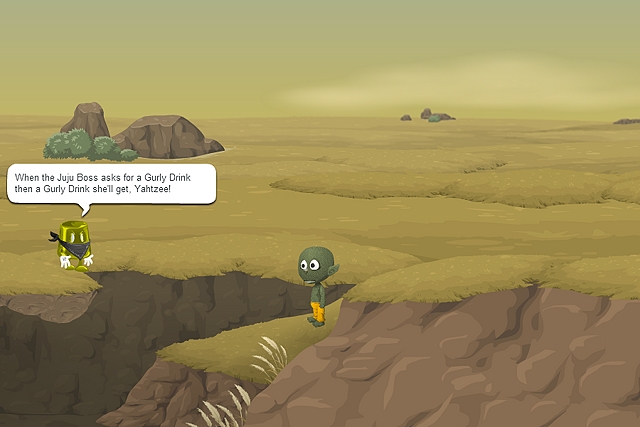 When the Juju Boss asks for a Gurly Drink
then a Gurly Drink she'll get, Yahtzee!